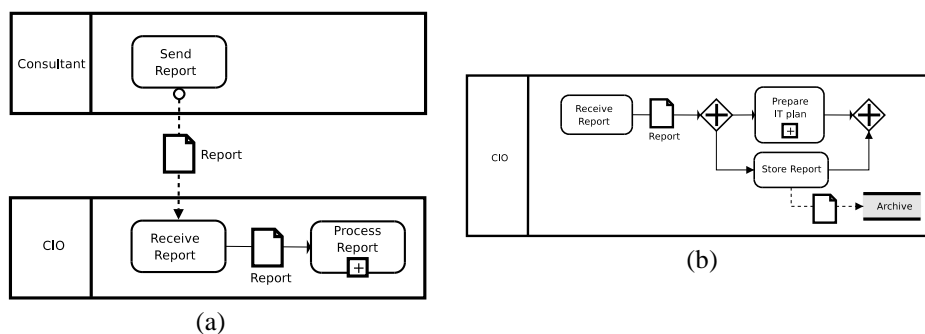 Consultant
Send
Report
Report
CIO
Receive
Report
Report
Process
Report
(a)
CIO
Receive
Report
Report
Prepare
IT plan
Store Report
Archive
(b)